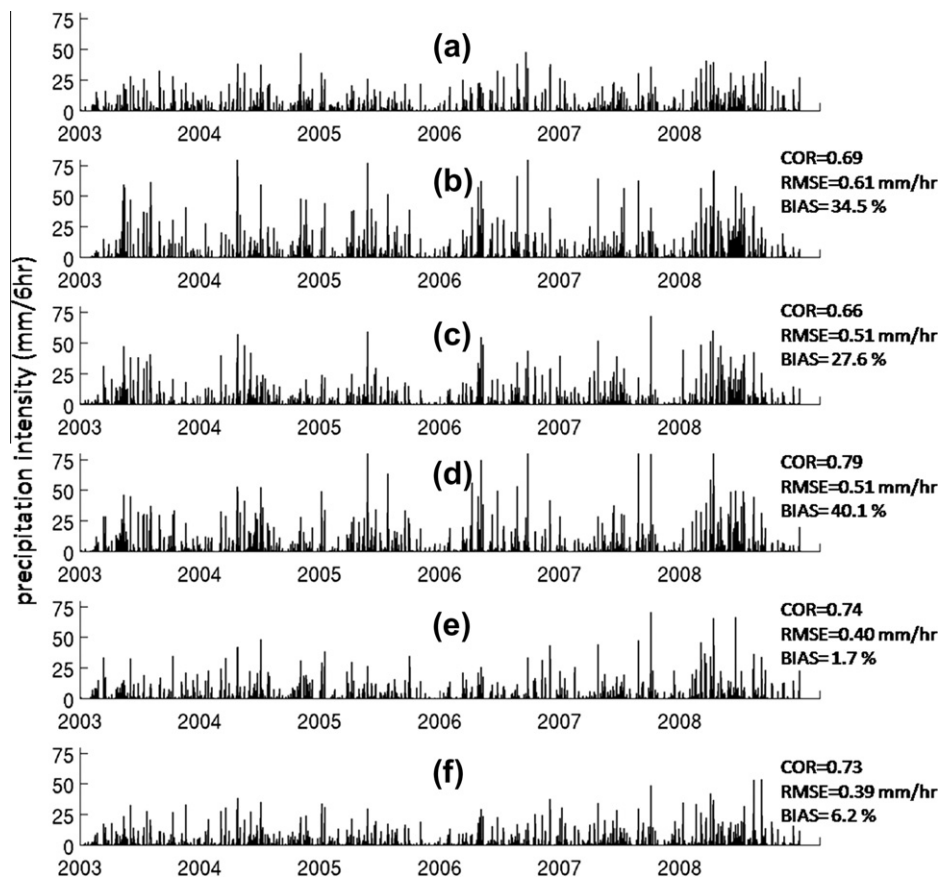 precipitation intensity (mm/6hr)
75
50
25
0
(a)
2003 2004 2005 2006 2007 2008
75
50
25
0
(b)
COR=0.69
RMSE=0.61 mm/hr
BIAS=34.5 %
2003 2004 2005 2006 2007 2008
75
50
25
0
(c)
COR=0.66
RMSE=0.51 mm/hr
BIAS=27.6 %
2003 2004 2005 2006 2007 2008
75
50
25
0
(d)
COR=0.79
RMSE=0.51 mm/hr
BIAS=40.1 %
2003 2004 2005 2006 2007 2008
75
50
25
0
(e)
COR=0.74
RMSE=0.40 mm/hr
BIAS=1.7 %
2003 2004 2005 2006 2007 2008
75
50
25
0
(f)
COR=0.73
RMSE=0.39 mm/hr
BIAS=6.2 %
2003 2004 2005 2006 2007 2008